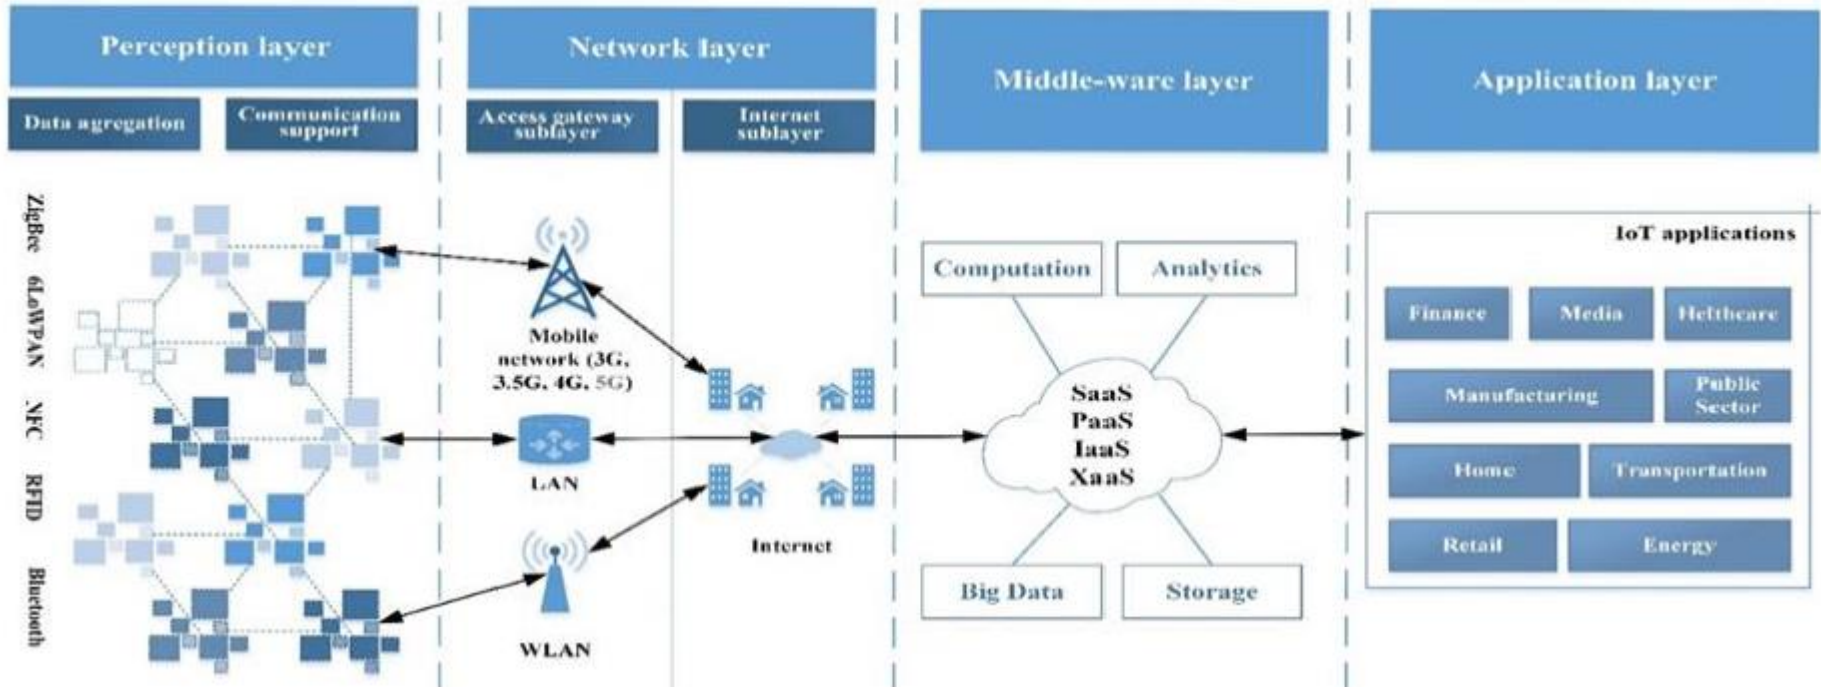 Perception layer
Data agregation
Communication
support
ZigBee
6LoWPAN
NFC
RFID
Bluetooth
Network layer
Access gateway
sublayer
Internet
sublayer
Mobile
network (3G,
3.5G, 4G, 5G)
LAN
WLAN
Internet
Middle-ware layer
Computation
Analytics
SaaS
PaaS
IaaS
XaaS
Big Data
Storage
Application layer
IoT applications
Finance
Media
Helthcare
Manufacturing
Public
Sector
Home
Transportation
Retail
Energy